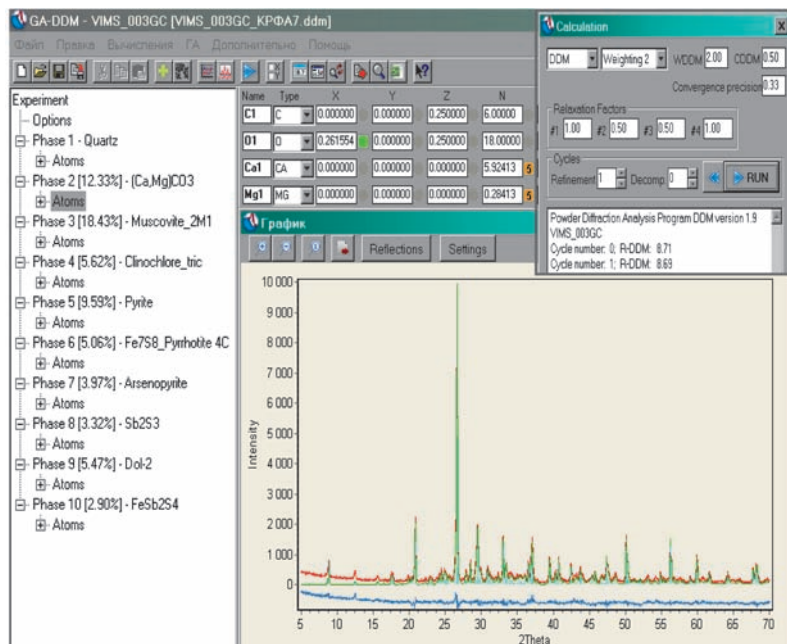 GA-DDM - VIMS_003GC [VIMS_003GC_КРФА7.ddm]
Файл Правка Вычисления ГА Дополнительно Помощь
Experiment
Options
Phase 1 - Quartz
Atoms
Phase 2 [12.33%] - (Ca,Mg)CO3
Atoms
Phase 3 [18.43%] - Muscovite_2M1
Atoms
Phase 4 [5.62%] - Clinochlore_tric
Atoms
Phase 5 [9.59%] - Pyrite
Atoms
Phase 6 [5.06%] - Fe7S8_Pyrrhotite 4C
Atoms
Phase 7 [3.97%] - Arsenopyrite
Atoms
Phase 8 [3.32%] - Sb2S3
Atoms
Phase 9 [5.47%] - Dol-2
Atoms
Phase 10 [2.90%] - FeSb2S4
Atoms
Name Type X Y Z N
C1 C 0.000000 0.000000 0.250000 6.00000
O1 O 0.261554 0.000000 0.250000 18.00000
Ca1 CA 0.000000 0.000000 0.000000 5.92413 5
Mg1 MG 0.000000 0.000000 0.000000 0.28413 5
Calculation
DDM Weighting 2 WDDM 2.00 CDDM 0.50
Convergence precision 0.33
Relaxation Factors
#1 1.00 #2 0.50 #3 0.50 #4 1.00
Cycles
Refinement 1 Decomp. 0 RUN
Powder Diffraction Analysis Program DDM version 1.9
VIMS_003GC
Cycle number: 0; R-DDM: 8.71
Cycle number: 1; R-DDM: 8.69
График
Reflections Settings
Intensity
10 000
9 000
8 000
7 000
6 000
5 000
4 000
3 000
2 000
1 000
0
5 10 15 20 25 30 35 40 45 50 55 60 65 70
2Theta